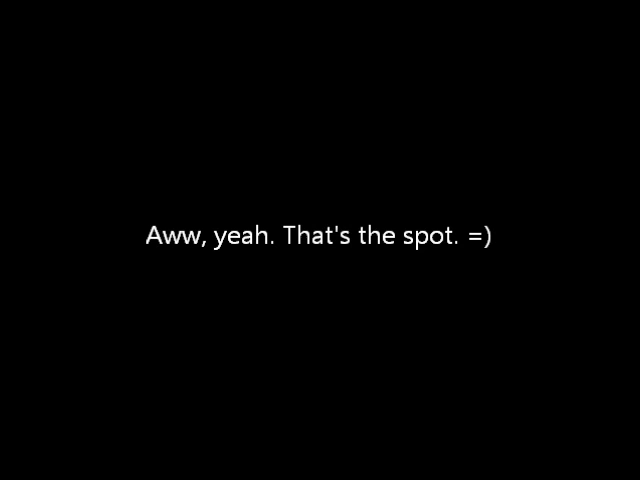 Aww, yeah. That's the spot. =)